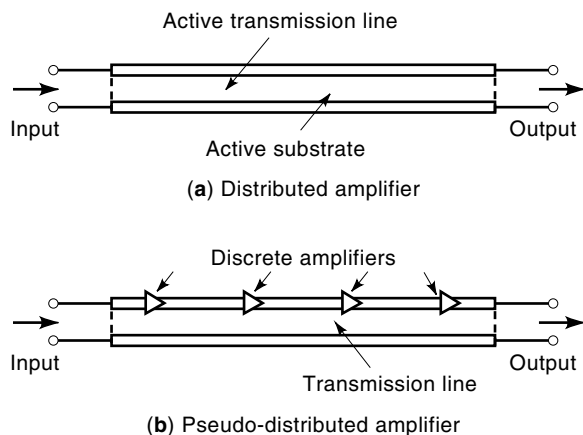 Active transmission line
Input
Output
Active substrate
(a) Distributed amplifier
Discrete amplifiers
Input
Output
Transmission line
(b) Pseudo-distributed amplifier